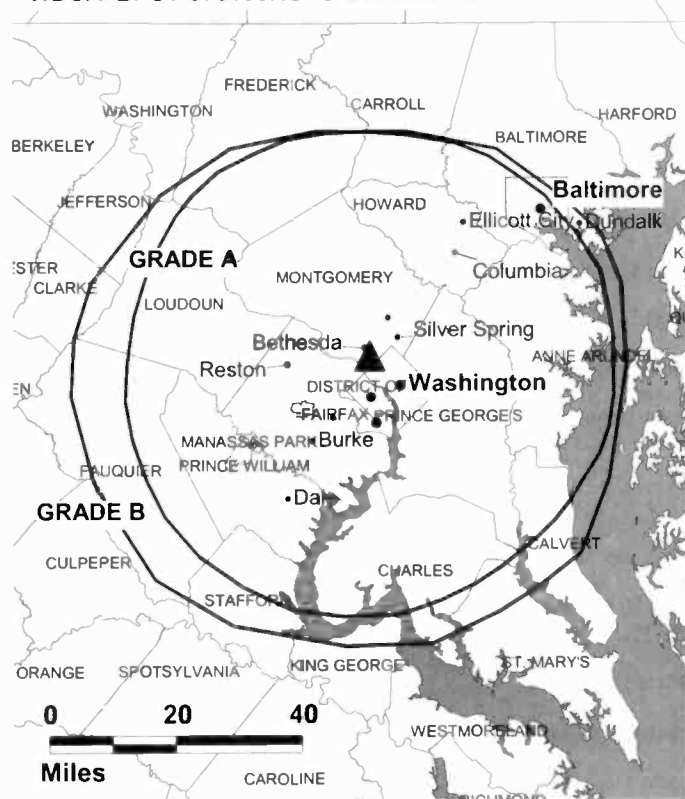 FREDERICK
CARROLL
WASHINGTON
HARFORD
BALTIMORE
BERKELEY
Baltimore
JEFFERSON
HOWARD
Ellicott City
Dundalk
GRADE A
Columbia
MONTGOMERY
CLARKE
LOUDOUN
Silver Spring
Bethesda
ANNE ARUNDEL
Reston
DISTRICT O
Washington
FAIRFAX
PRINCE GEORGE'S
MANASSAS PARK
Burke
PRINCE WILLIAM
FAUQUIER
Da
GRADE B
CALVERT
CULPEPER
CHARLES
STAFFORD
ORANGE
SPOTSYLVANIA
KING GEORGE
ST. MARY'S
0 20 40
WESTMORELAND
Miles
CAROLINE